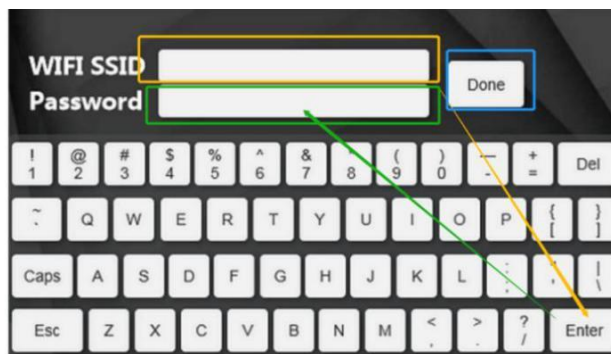 WIFI SSID
Done
Password
! @ # $ % ^ & ( ) — +
1 2 3 4 5 6 7 8 9 0 - = Del
~ { }
Q W E R T Y U I O P [ ]
Caps A S D F G H J K L : ; , | \
Esc Z X C V B N M < , > . ? / Enter